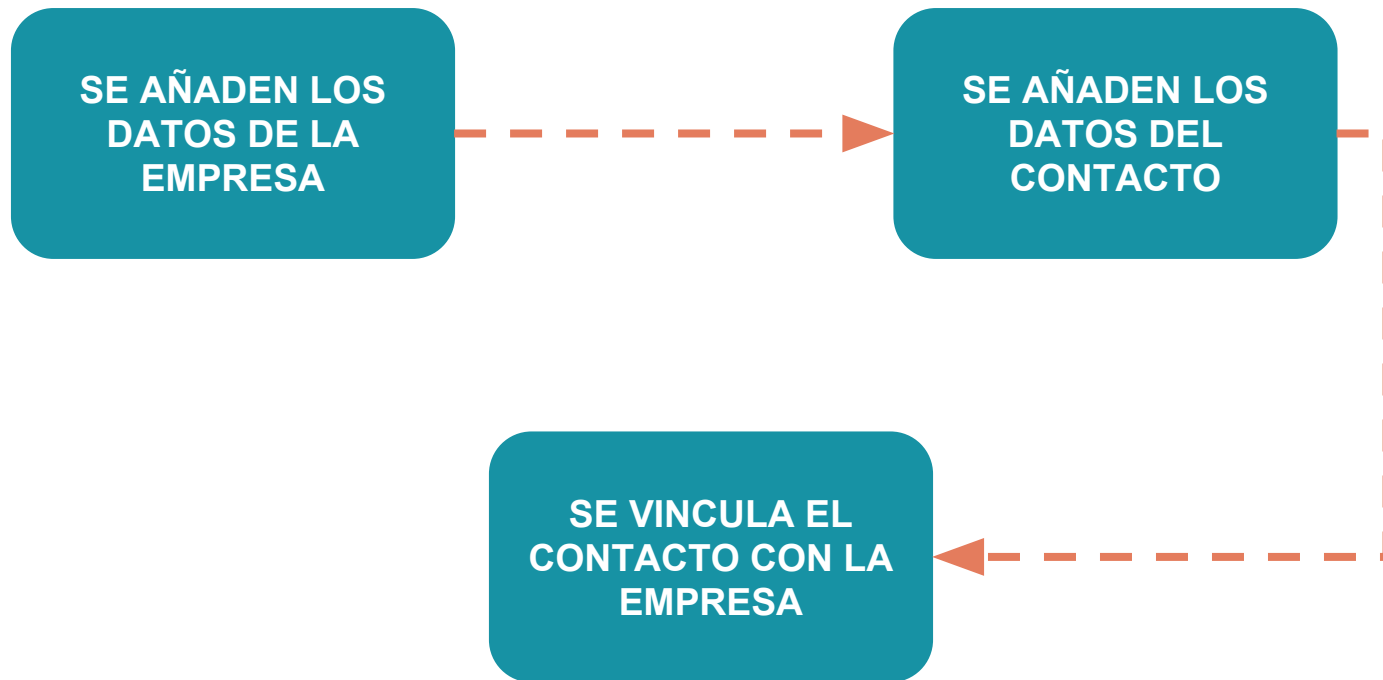 SE AÑADEN LOS
DATOS DE LA
EMPRESA
SE AÑADEN LOS
DATOS DEL
CONTACTO
SE VINCULA EL
CONTACTO CON LA
EMPRESA